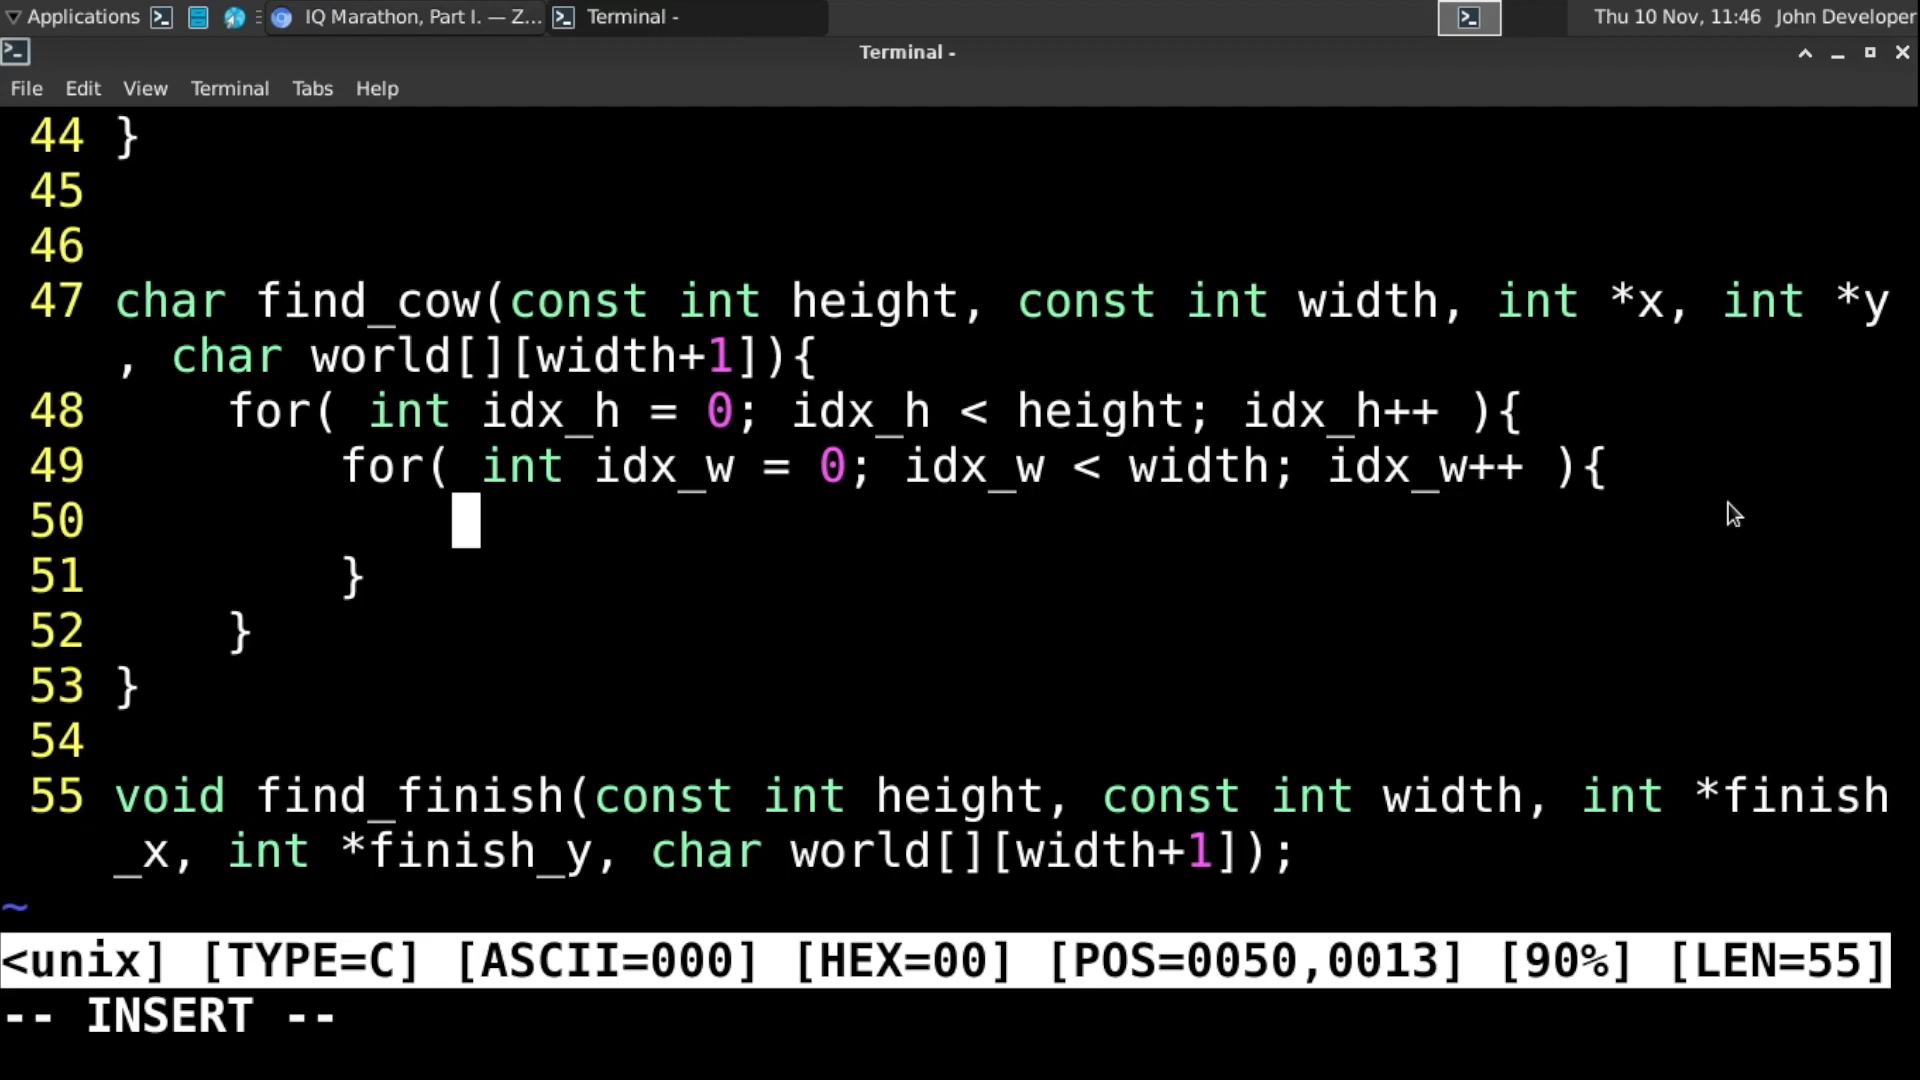 Applications IQ Marathon, Part I. — Z... Terminal - Thu 10 Nov, 11:46 John Developer
Terminal -
File Edit View Terminal Tabs Help
44 }
45
46
47 char find_cow(const int height, const int width, int *x, int *y
, char world[][width+1]){
48     for( int idx_h = 0; idx_h < height; idx_h++ ){
49         for( int idx_w = 0; idx_w < width; idx_w++ ){
50
51         }
52     }
53 }
54
55 void find_finish(const int height, const int width, int *finish
_x, int *finish_y, char world[][width+1]);
~
<unix] [TYPE=C] [ASCII=000] [HEX=00] [POS=0050,0013] [90%] [LEN=55]
-- INSERT --